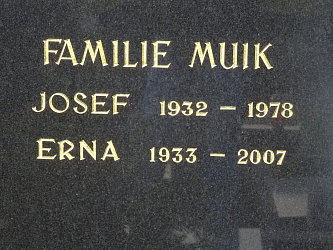 FAMILIE MUIK
JOSEF 1932 – 1978
ERNA 1933 – 2007